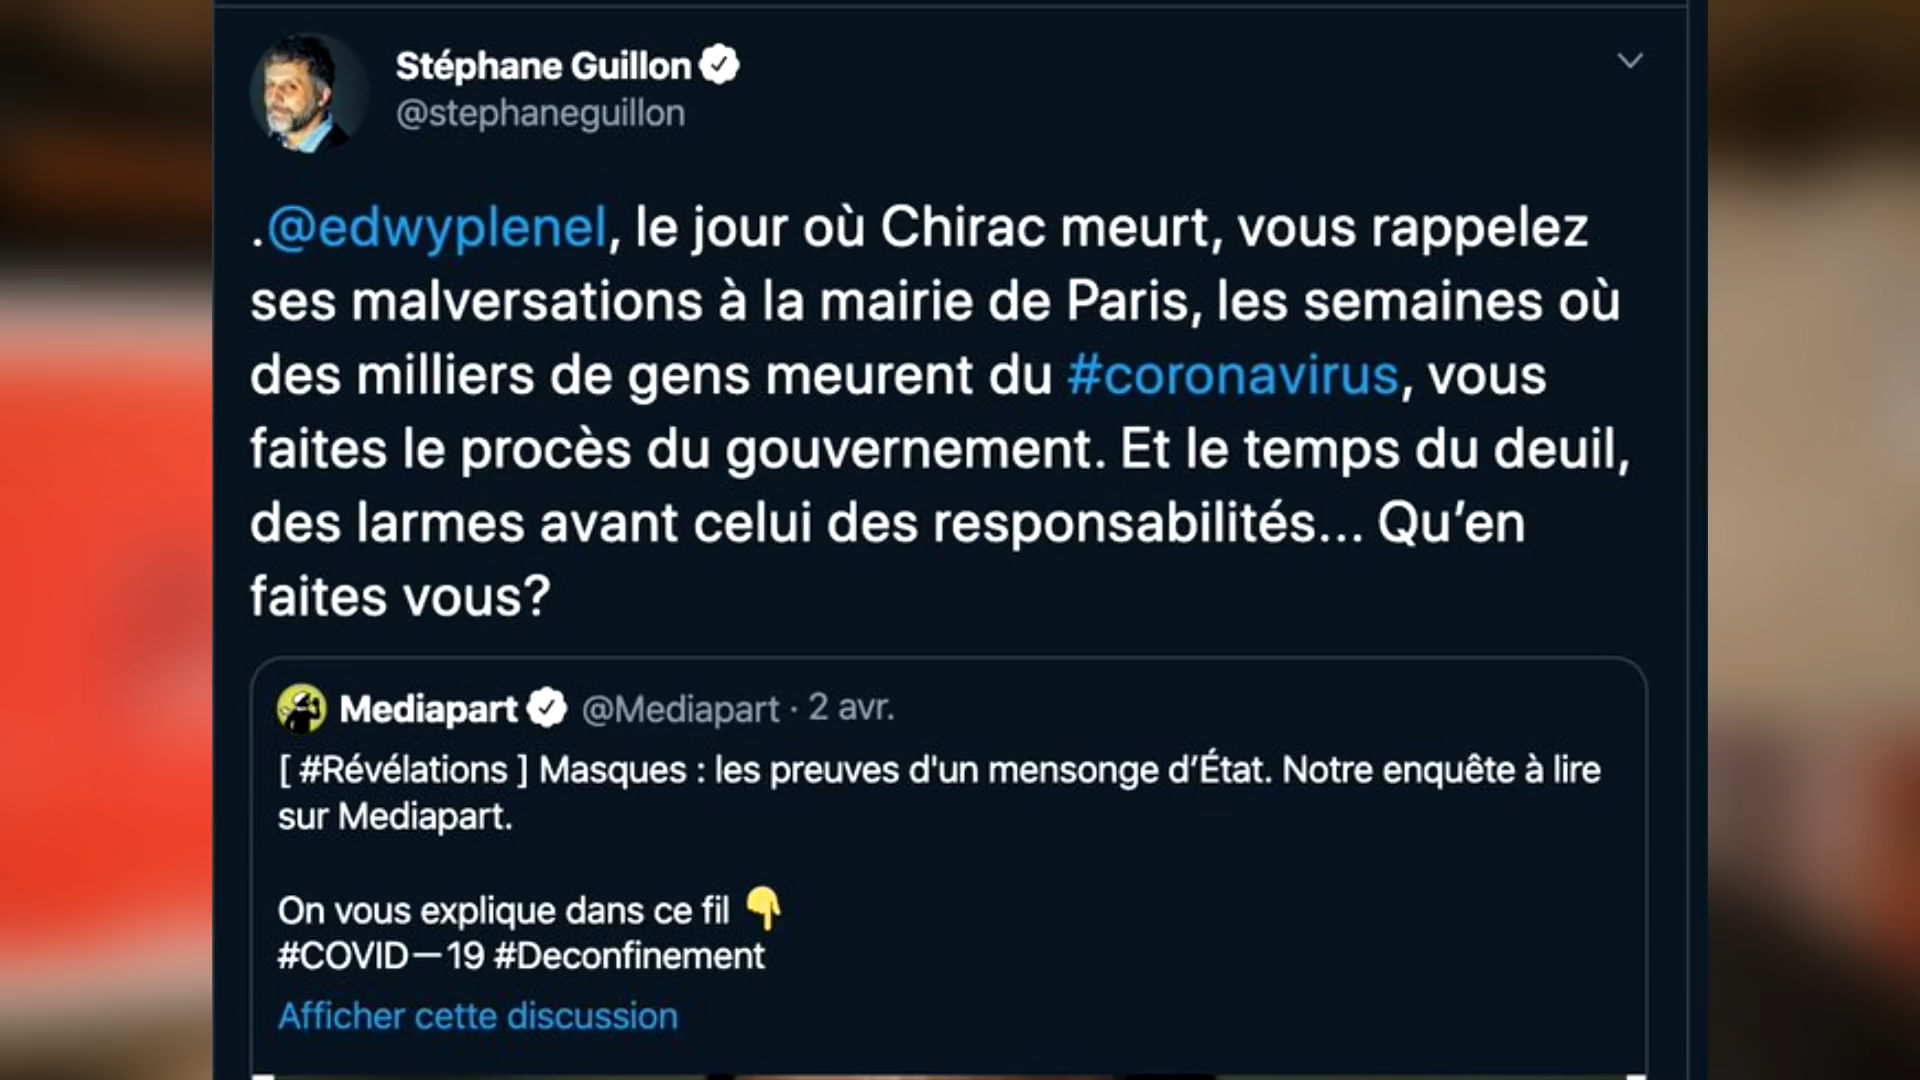 Stéphane Guillon
@stephaneguillon
.@edwyplenel, le jour où Chirac meurt, vous rappelez
ses malversations à la mairie de Paris, les semaines où
des milliers de gens meurent du #coronavirus, vous
faites le procès du gouvernement. Et le temps du deuil,
des larmes avant celui des responsabilités... Qu’en
faites vous?
Mediapart @Mediapart · 2 avr.
[ #Révélations ] Masques : les preuves d'un mensonge d’État. Notre enquête à lire
sur Mediapart.
On vous explique dans ce fil 👇
#COVID—19 #Deconfinement
Afficher cette discussion